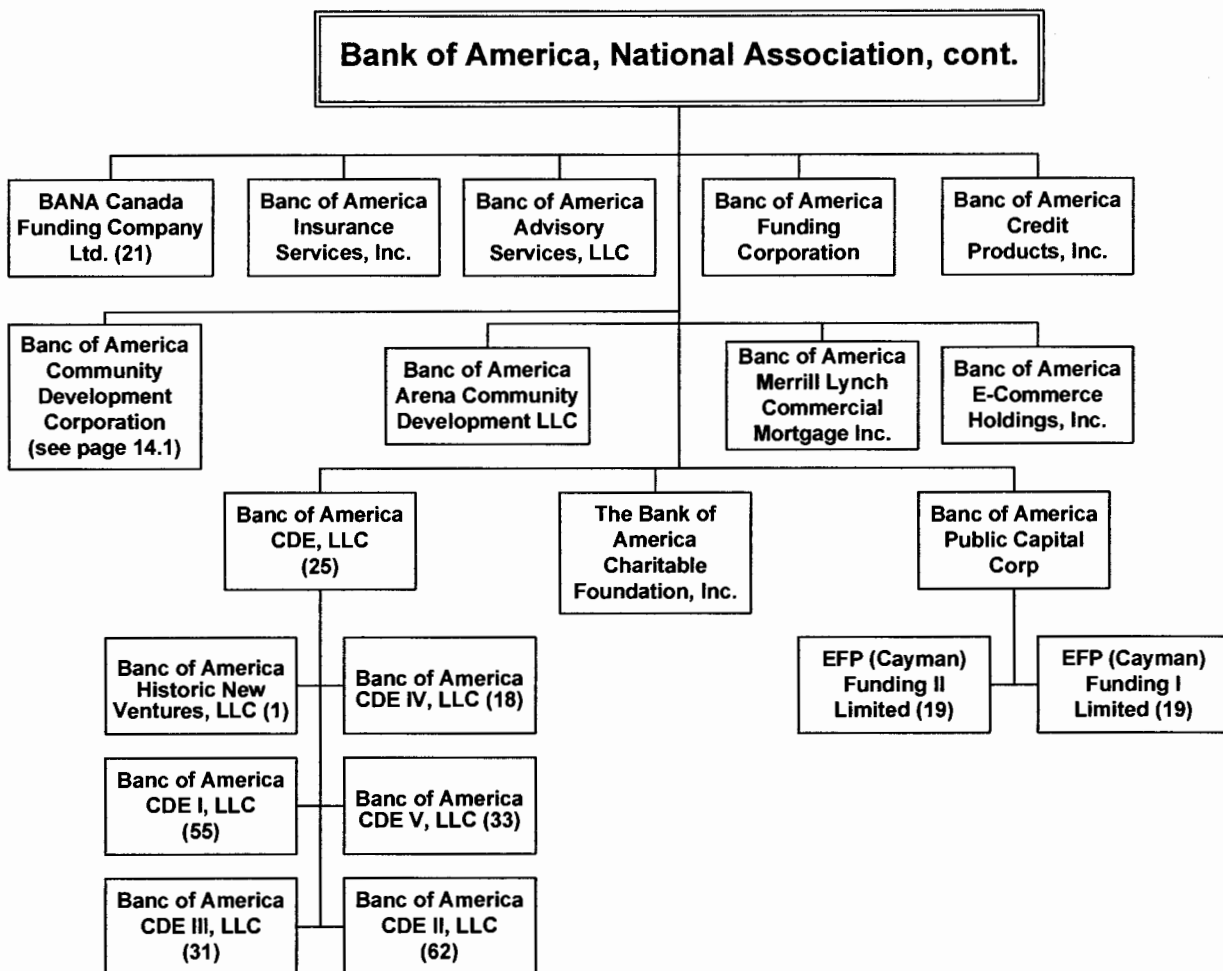 Bank of America, National Association, cont.
BANA Canada
Funding Company
Ltd. (21)
Banc of America
Insurance
Services, Inc.
Banc of America
Advisory
Services, LLC
Banc of America
Funding
Corporation
Banc of America
Credit
Products, Inc.
Banc of America
Community
Development
Corporation
(see page 14.1)
Banc of America
Arena Community
Development LLC
Banc of America
Merrill Lynch
Commercial
Mortgage Inc.
Banc of America
E-Commerce
Holdings, Inc.
Banc of America
CDE, LLC
(25)
The Bank of
America
Charitable
Foundation, Inc.
Banc of America
Public Capital
Corp
Banc of America
Historic New
Ventures, LLC (1)
Banc of America
CDE IV, LLC (18)
EFP (Cayman)
Funding II
Limited (19)
EFP (Cayman)
Funding I
Limited (19)
Banc of America
CDE I, LLC
(55)
Banc of America
CDE V, LLC (33)
Banc of America
CDE III, LLC
(31)
Banc of America
CDE II, LLC
(62)